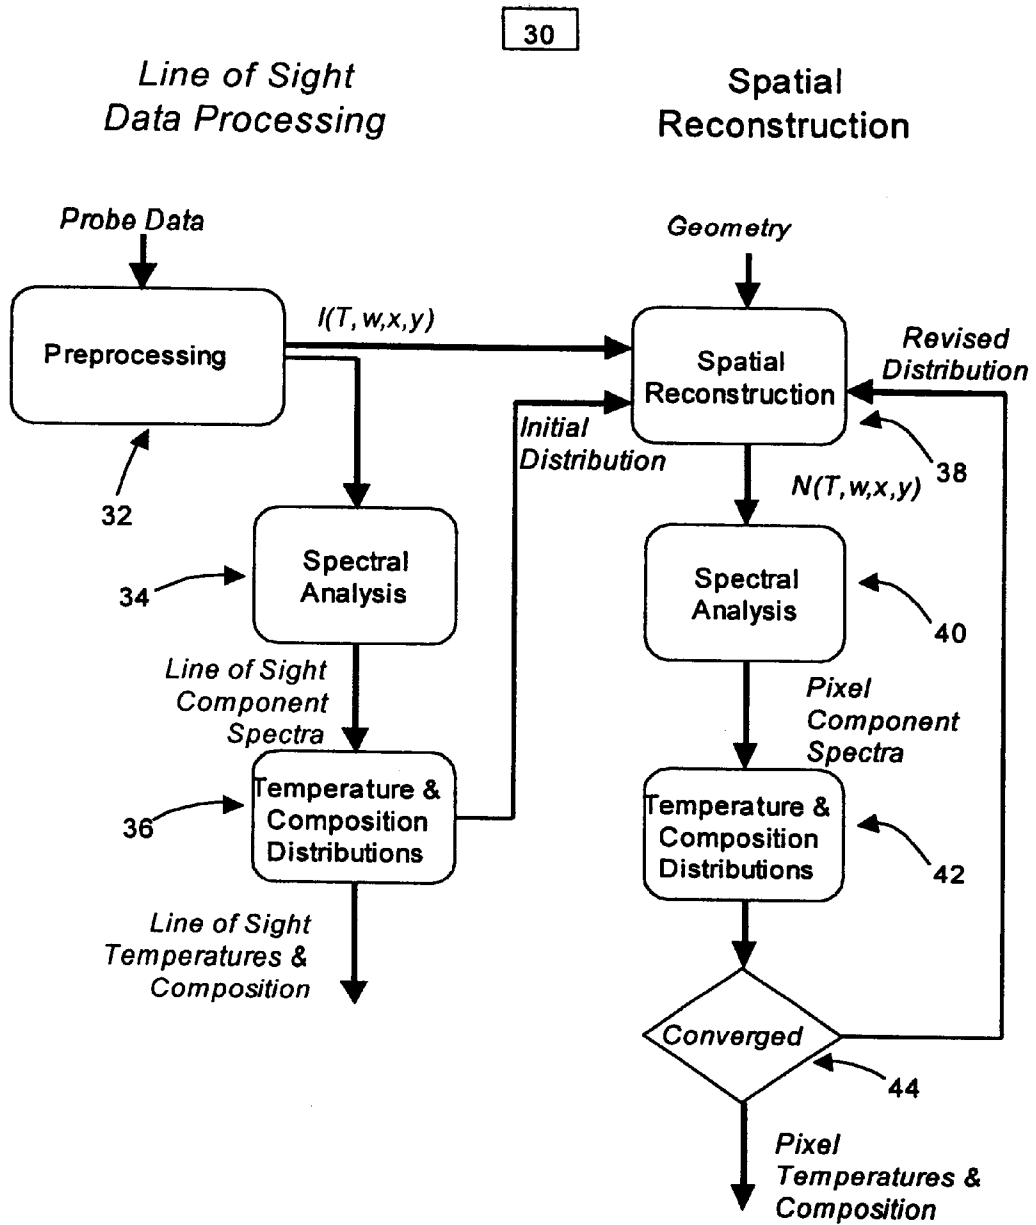 30
Line of Sight
Data Processing
Spatial
Reconstruction
Probe Data
Geometry
Preprocessing
I(T,w,x,y)
Spatial
Reconstruction
Revised
Distribution
Initial
Distribution
32
38
N(T,w,x,y)
Spectral
Analysis
34
Spectral
Analysis
40
Line of Sight
Component
Spectra
Pixel
Component
Spectra
Temperature &
Composition
Distributions
36
Temperature &
Composition
Distributions
42
Line of Sight
Temperatures &
Composition
Converged
44
Pixel
Temperatures &
Composition